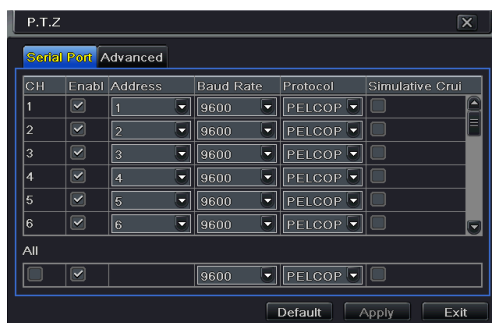 P.T.Z
Serial Port Advanced
CH Enabl Address Baud Rate Protocol Simulative Crui
1 1 9600 PELCOP
2 2 9600 PELCOP
3 3 9600 PELCOP
4 4 9600 PELCOP
5 5 9600 PELCOP
6 6 9600 PELCOP
All
9600 PELCOP
Default Apply Exit